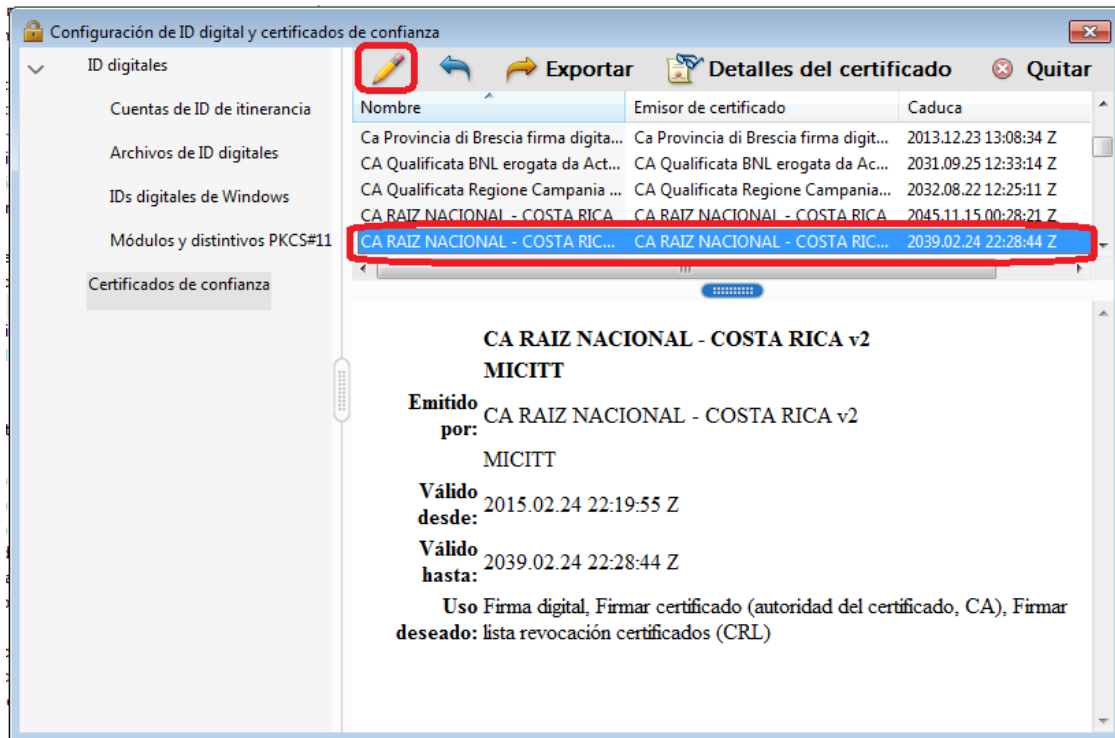 Configuración de ID digital y certificados de confianza
ID digitales
Cuentas de ID de itinerancia
Archivos de ID digitales
IDs digitales de Windows
Módulos y distintivos PKCS#11
Certificados de confianza
Exportar Detalles del certificado Quitar
Nombre Emisor de certificado Caduca
Ca Provincia di Brescia firma digita... Ca Provincia di Brescia firma digit... 2013.12.23 13:08:34 Z
CA Qualificata BNL erogata da Act... CA Qualificata BNL erogata da Ac... 2031.09.25 12:33:14 Z
CA Qualificata Regione Campania ... CA Qualificata Regione Campania... 2032.08.22 12:25:11 Z
CA RAIZ NACIONAL - COSTA RICA CA RAIZ NACIONAL - COSTA RICA 2045.11.15 00:28:21 Z
CA RAIZ NACIONAL - COSTA RIC... CA RAIZ NACIONAL - COSTA RIC... 2039.02.24 22:28:44 Z
CA RAIZ NACIONAL - COSTA RICA v2
MICITT
Emitido por: CA RAIZ NACIONAL - COSTA RICA v2
MICITT
Válido desde: 2015.02.24 22:19:55 Z
Válido hasta: 2039.02.24 22:28:44 Z
Uso Firma digital, Firmar certificado (autoridad del certificado, CA), Firmar
deseado: lista revocación certificados (CRL)